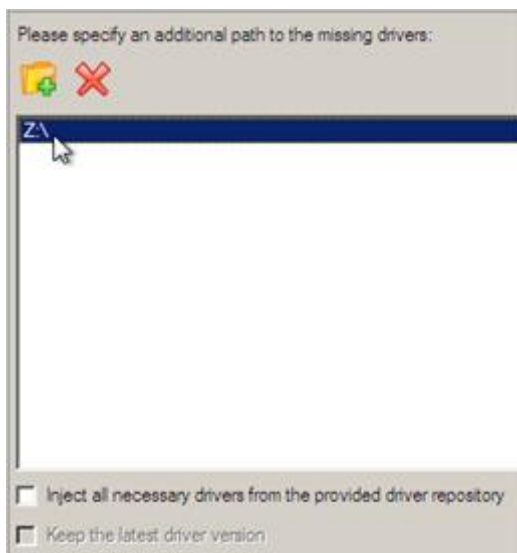 Please specify an additional path to the missing drivers:
Z:\
Inject all necessary drivers from the provided driver repository
Keep the latest driver version